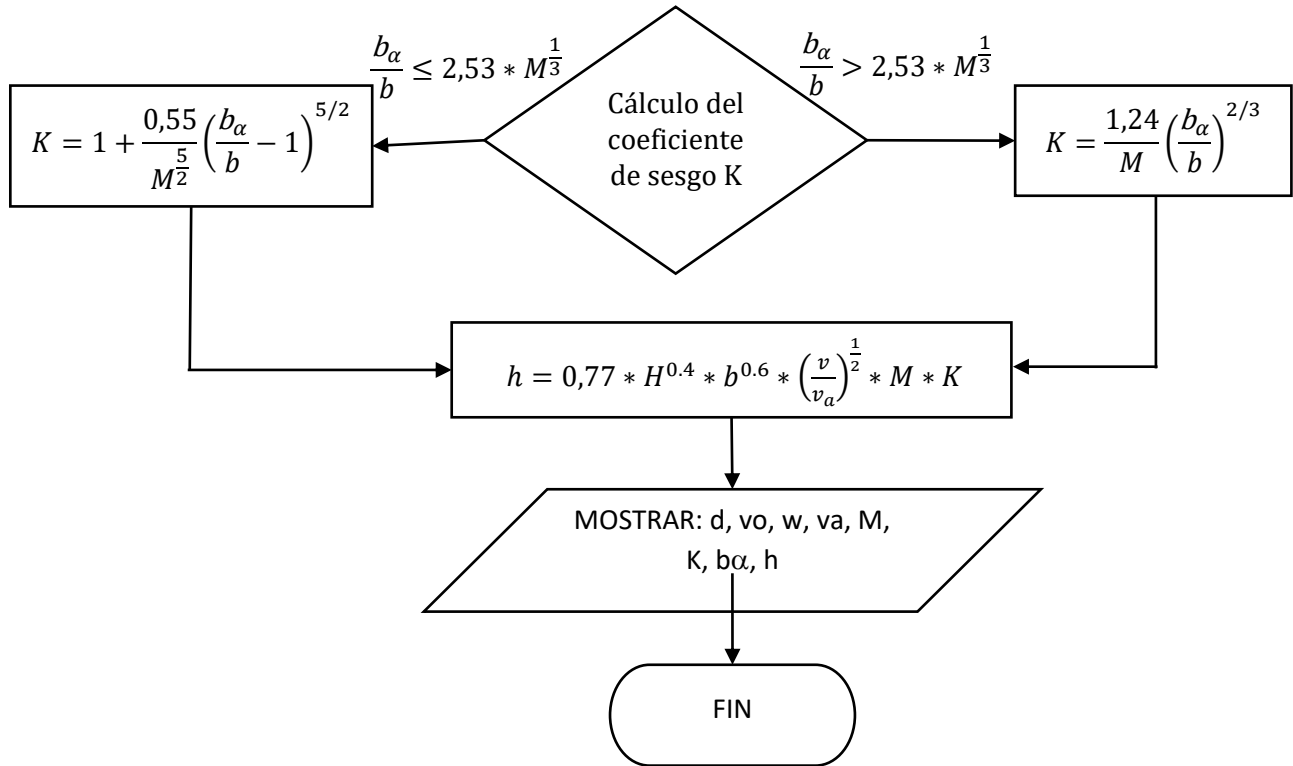 b_α/b ≤ 2,53 * M^(1/3)
b_α/b > 2,53 * M^(1/3)
Cálculo del
coeficiente
de sesgo K
K = 1 + 0,55/M^(5/2) (b_α/b − 1)^(5/2)
K = 1,24/M (b_α/b)^(2/3)
h = 0,77 * H^0.4 * b^0.6 * (v/v_a)^(1/2) * M * K
MOSTRAR: d, vo, w, va, M,
K, bα, h
FIN